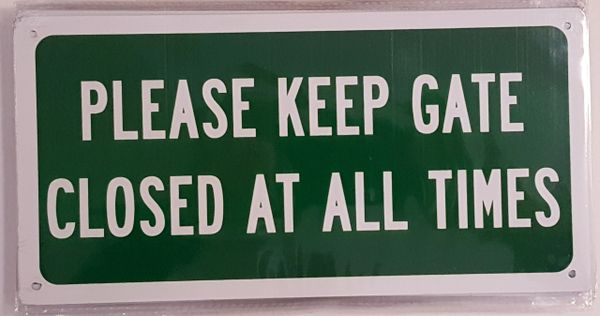 PLEASE KEEP GATE
CLOSED AT ALL TIMES